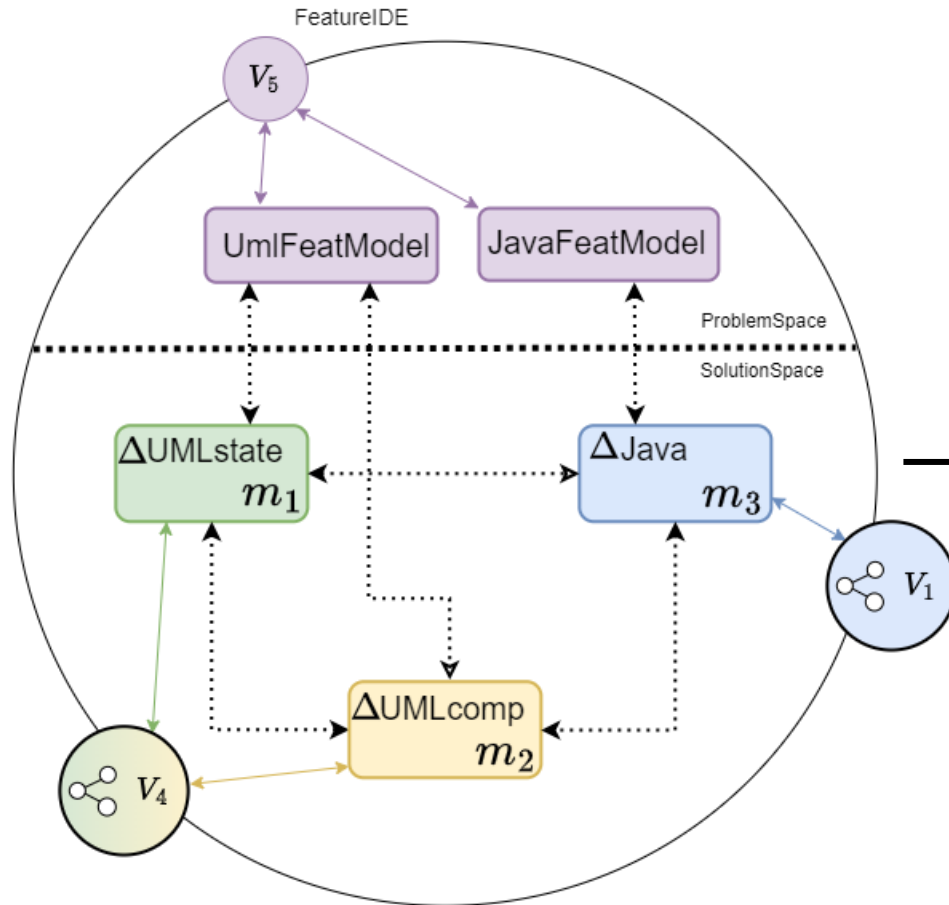 FeatureIDE
V₅
UmlFeatModel
JavaFeatModel
ProblemSpace
SolutionSpace
ΔUMLstate
m₁
ΔJava
m₃
V₁
ΔUMLcomp
m₂
V₄